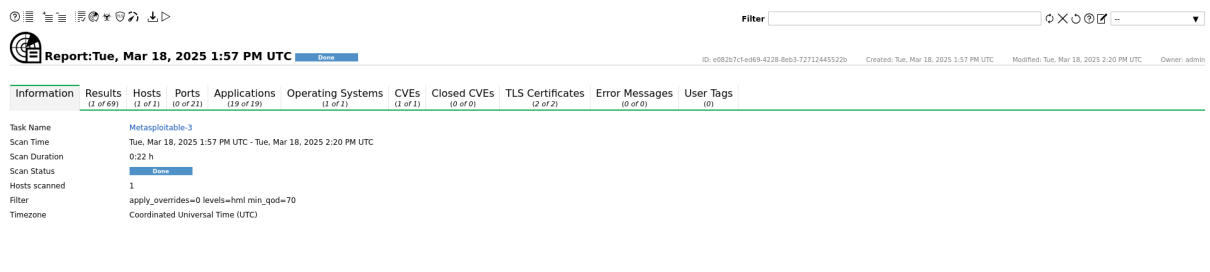 Filter
--
Report:Tue, Mar 18, 2025 1:57 PM UTC
Done
ID: e082b7cf-ed69-4228-8eb3-72712445522b
Created: Tue, Mar 18, 2025 1:57 PM UTC
Modified: Tue, Mar 18, 2025 2:20 PM UTC
Owner: admin
Information
Results
(1 of 69)
Hosts
(1 of 1)
Ports
(0 of 21)
Applications
(19 of 19)
Operating Systems
(1 of 1)
CVEs
(1 of 1)
Closed CVEs
(0 of 0)
TLS Certificates
(2 of 2)
Error Messages
(0 of 0)
User Tags
(0)
Task Name Metasploitable-3
Scan Time Tue, Mar 18, 2025 1:57 PM UTC - Tue, Mar 18, 2025 2:20 PM UTC
Scan Duration 0:22 h
Scan Status Done
Hosts scanned 1
Filter apply_overrides=0 levels=hml min_qod=70
Timezone Coordinated Universal Time (UTC)